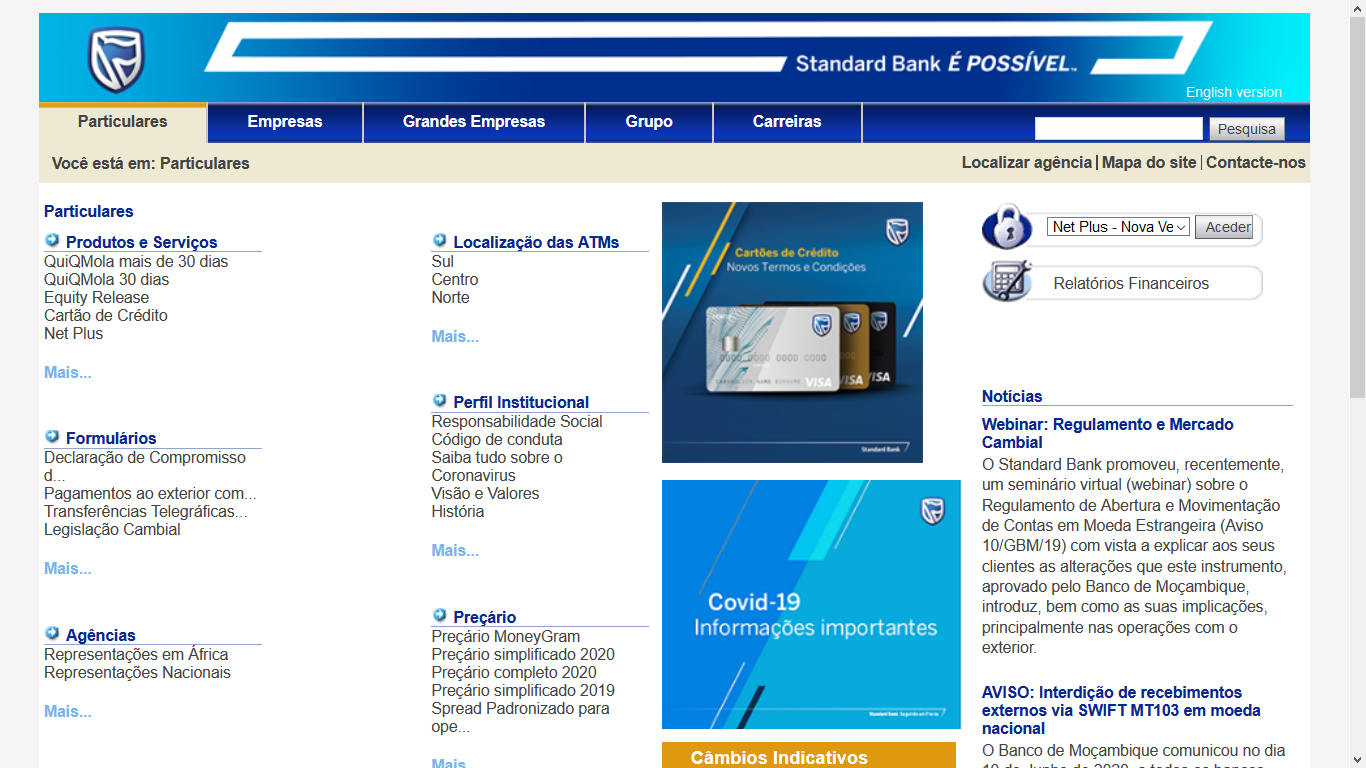 Standard Bank É POSSÍVEL™
English version
Particulares
Empresas
Grandes Empresas
Grupo
Carreiras
Pesquisa
Você está em: Particulares
Localizar agência | Mapa do site | Contacte-nos
Particulares
Produtos e Serviços
QuiQMola mais de 30 dias
QuiQMola 30 dias
Equity Release
Cartão de Crédito
Net Plus
Mais...
Formulários
Declaração de Compromisso
d...
Pagamentos ao exterior com...
Transferências Telegráficas...
Legislação Cambial
Mais...
Agências
Representações em África
Representações Nacionais
Mais...
Localização das ATMs
Sul
Centro
Norte
Mais...
Perfil Institucional
Responsabilidade Social
Código de conduta
Saiba tudo sobre o
Coronavirus
Visão e Valores
História
Mais...
Preçário
Preçário MoneyGram
Preçário simplificado 2020
Preçário completo 2020
Preçário simplificado 2019
Spread Padronizado para
ope...
Mais
Cartões de Crédito
Novos Termos e Condições
0000 0000 0000 0000
CARDHOLDER NAME SURNAME
VISA
VISA
VISA
Standard Bank
Covid-19
Informações importantes
Standard Bank
Câmbios Indicativos
Net Plus - Nova Ve
Aceder
Relatórios Financeiros
Notícias
Webinar: Regulamento e Mercado
Cambial
O Standard Bank promoveu, recentemente,
um seminário virtual (webinar) sobre o
Regulamento de Abertura e Movimentação
de Contas em Moeda Estrangeira (Aviso
10/GBM/19) com vista a explicar aos seus
clientes as alterações que este instrumento,
aprovado pelo Banco de Moçambique,
introduz, bem como as suas implicações,
principalmente nas operações com o
exterior.
AVISO: Interdição de recebimentos
externos via SWIFT MT103 em moeda
nacional
O Banco de Moçambique comunicou no dia